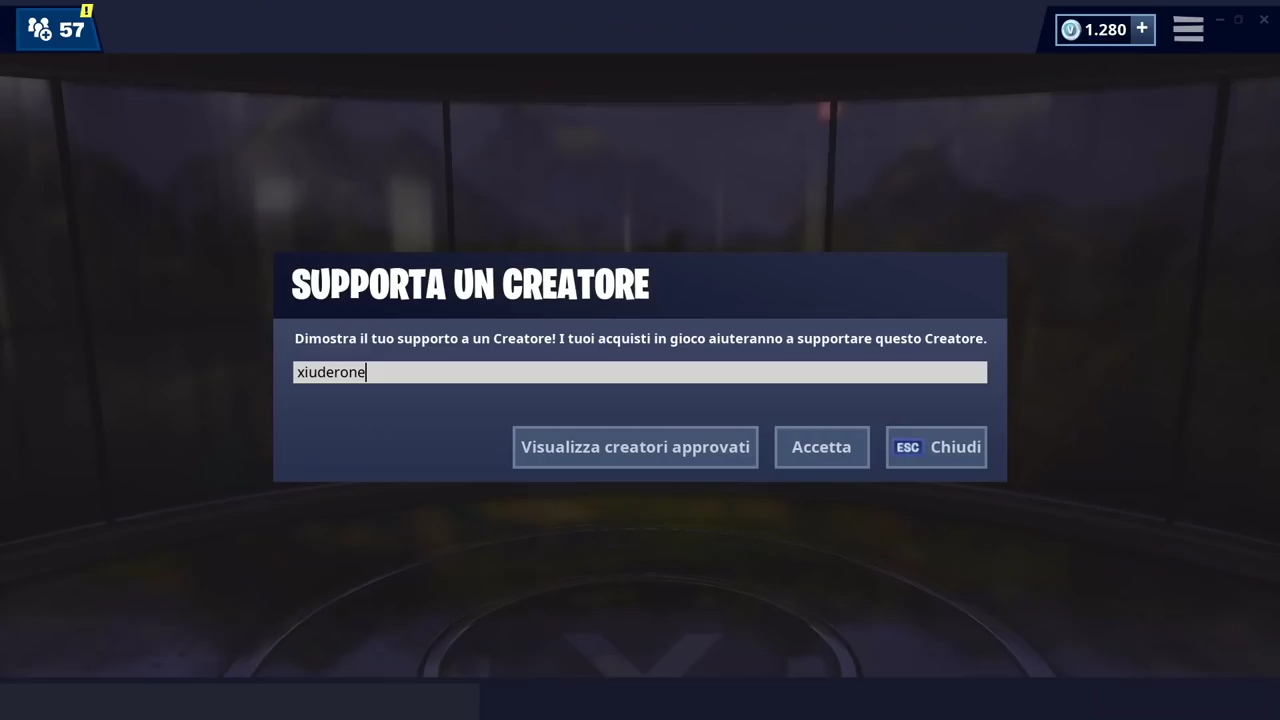 57
!
1.280 +
SUPPORTA UN CREATORE
Dimostra il tuo supporto a un Creatore! I tuoi acquisti in gioco aiuteranno a supportare questo Creatore.
xiuderone
Visualizza creatori approvati
Accetta
ESC Chiudi